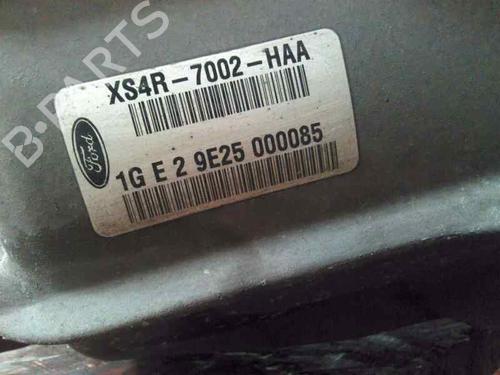 B-PARTS
XS4R-7002-HAA
Ford
1G E 2 9E25 000085